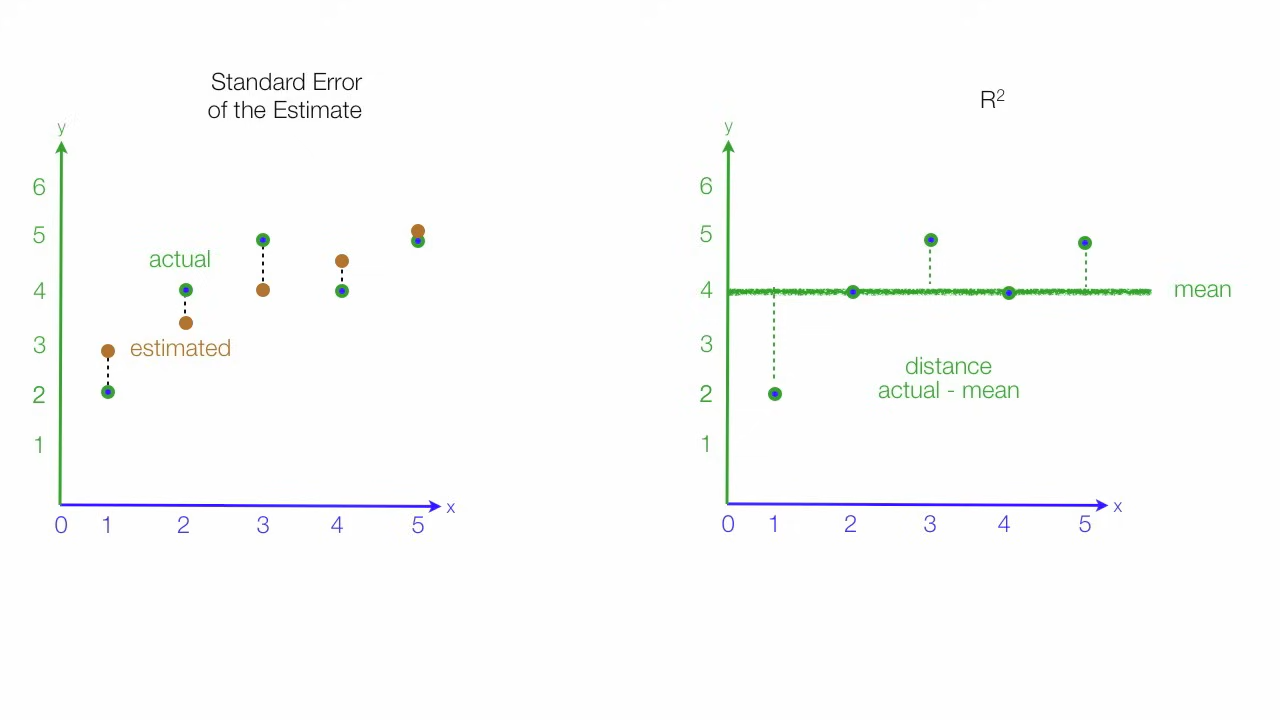 Standard Error
of the Estimate
y
6
5
4
3
2
1
actual
estimated
0 1 2 3 4 5
x
R²
y
6
5
4
3
2
1
mean
distance
actual - mean
0 1 2 3 4 5
x